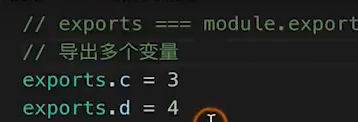 // exports === module.export
// 导出多个变量
exports.c = 3
exports.d = 4